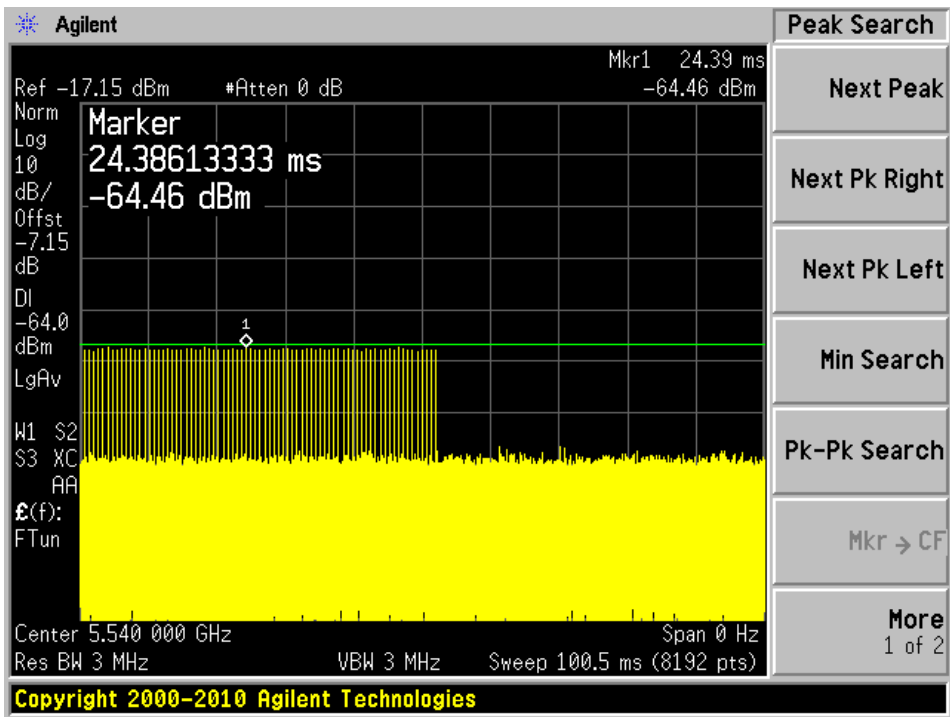 Agilent
Peak Search
Mkr1 24.39 ms
Ref -17.15 dBm #Atten 0 dB -64.46 dBm
Norm
Log
10
dB/
Offst
-7.15
dB
DI
-64.0
dBm
LgAv
W1 S2
S3 XC
AA
£(f):
FTun
Marker
24.38613333 ms
-64.46 dBm
1
Center 5.540 000 GHz Span 0 Hz
Res BW 3 MHz VBW 3 MHz Sweep 100.5 ms (8192 pts)
Copyright 2000-2010 Agilent Technologies
Next Peak
Next Pk Right
Next Pk Left
Min Search
Pk-Pk Search
Mkr → CF
More
1 of 2